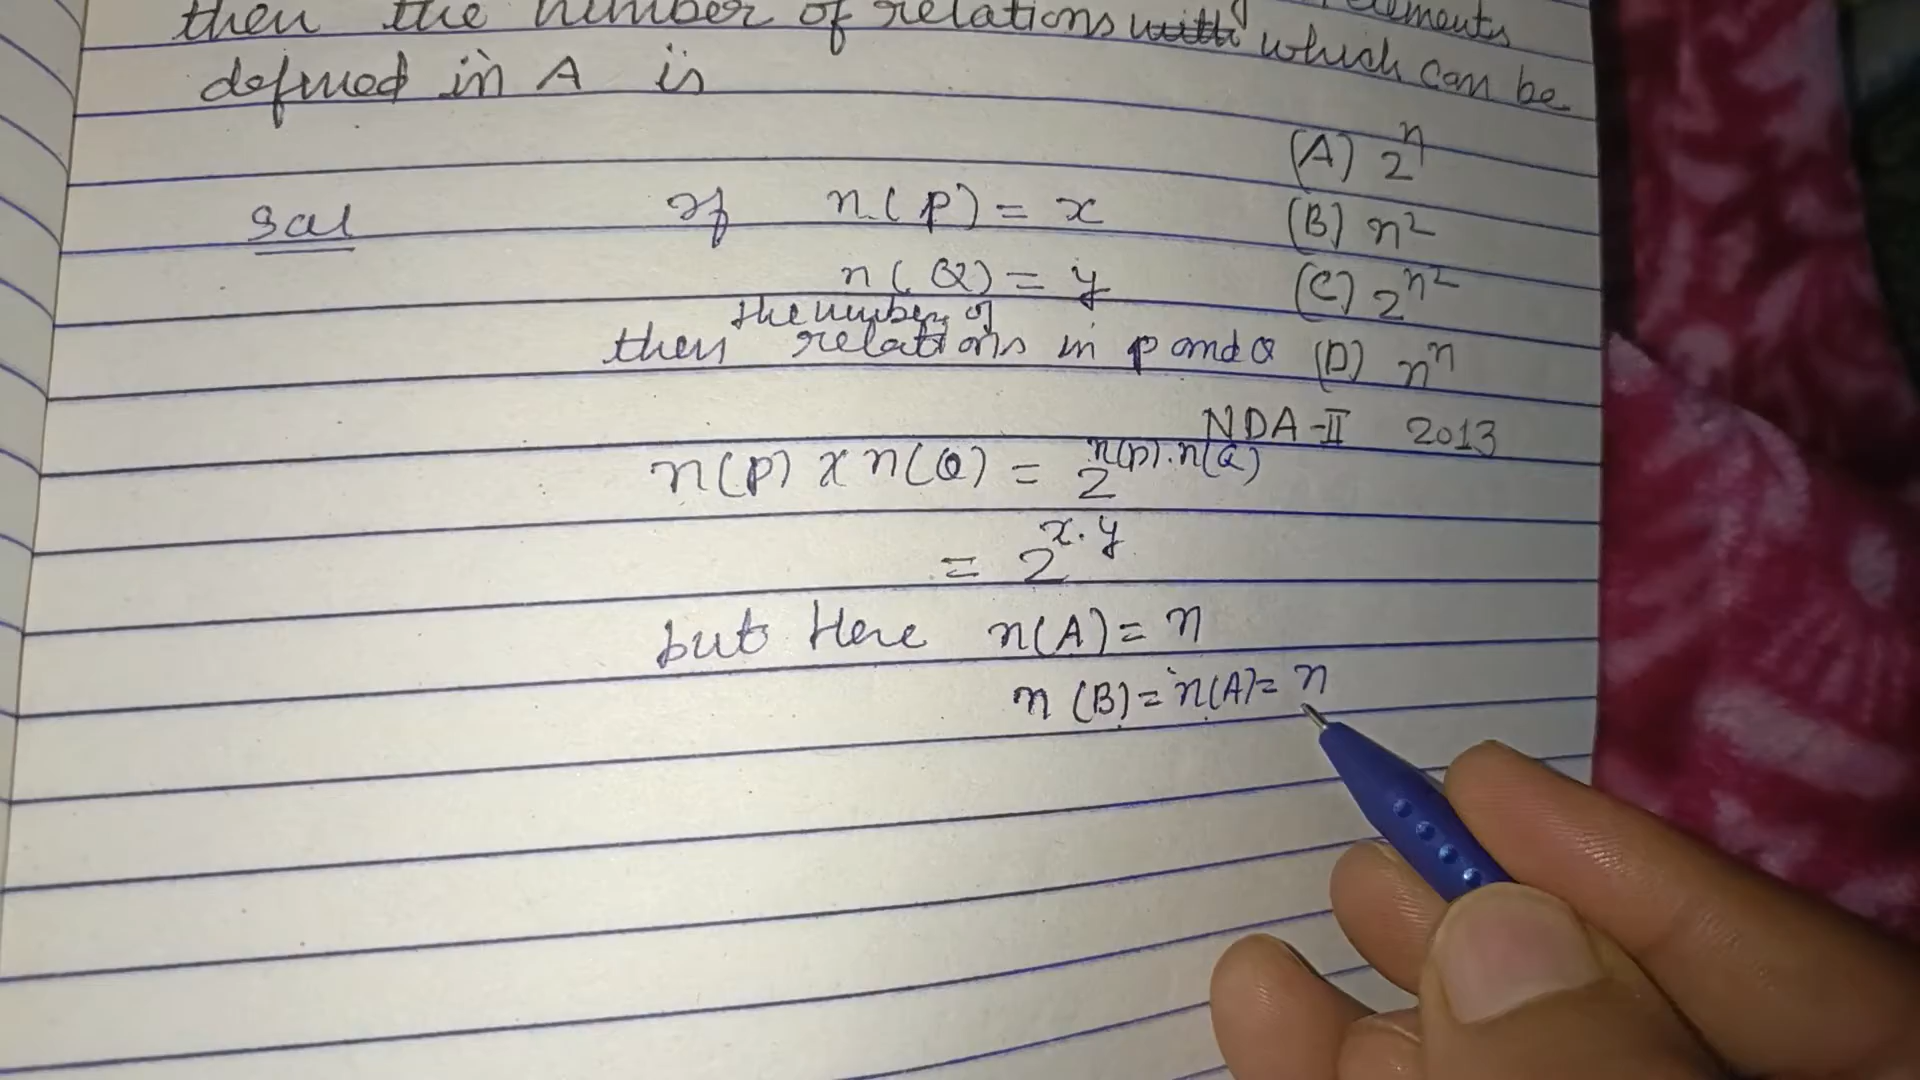 then the number of relations which can be
elements
defined in A is
(A) 2^n
Sol If n(P) = x
(B) n^2
n(Q) = y
(C) 2^n^2
the number of
then relations in P and Q
(D) n^n
NDA-II 2013
n(P) x n(Q) = 2^n(P).n(Q)
= 2^x.y
but Here n(A) = n
n(B) = n(A) = n